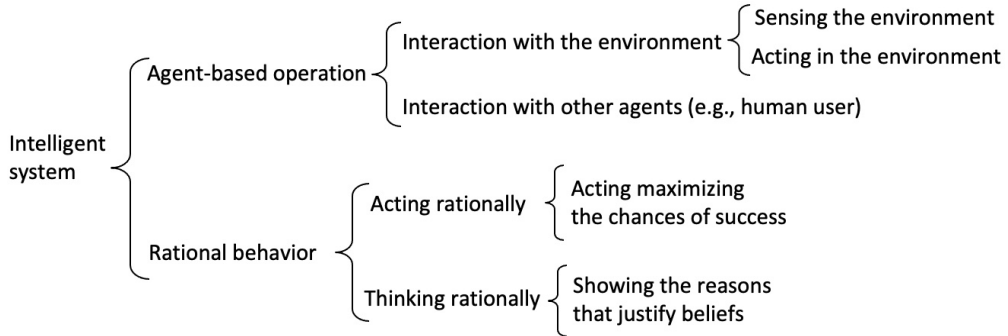 Sensing the environment
Interaction with the environment
Acting in the environment
Agent-based operation
Interaction with other agents (e.g., human user)
Intelligent
system
Acting rationally
Acting maximizing
the chances of success
Rational behavior
Thinking rationally
Showing the reasons
that justify beliefs